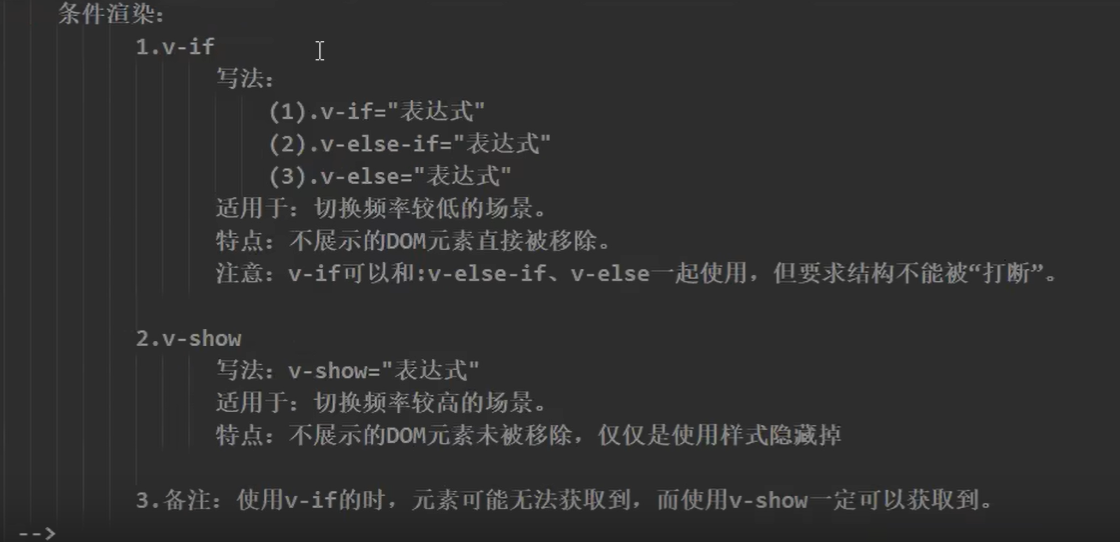 条件渲染：
1.v-if
写法：
(1).v-if="表达式"
(2).v-else-if="表达式"
(3).v-else="表达式"
适用于：切换频率较低的场景。
特点：不展示的DOM元素直接被移除。
注意：v-if可以和:v-else-if、v-else一起使用，但要求结构不能被“打断”。
2.v-show
写法：v-show="表达式"
适用于：切换频率较高的场景。
特点：不展示的DOM元素未被移除，仅仅是使用样式隐藏掉
3.备注：使用v-if的时，元素可能无法获取到，而使用v-show一定可以获取到。
-->